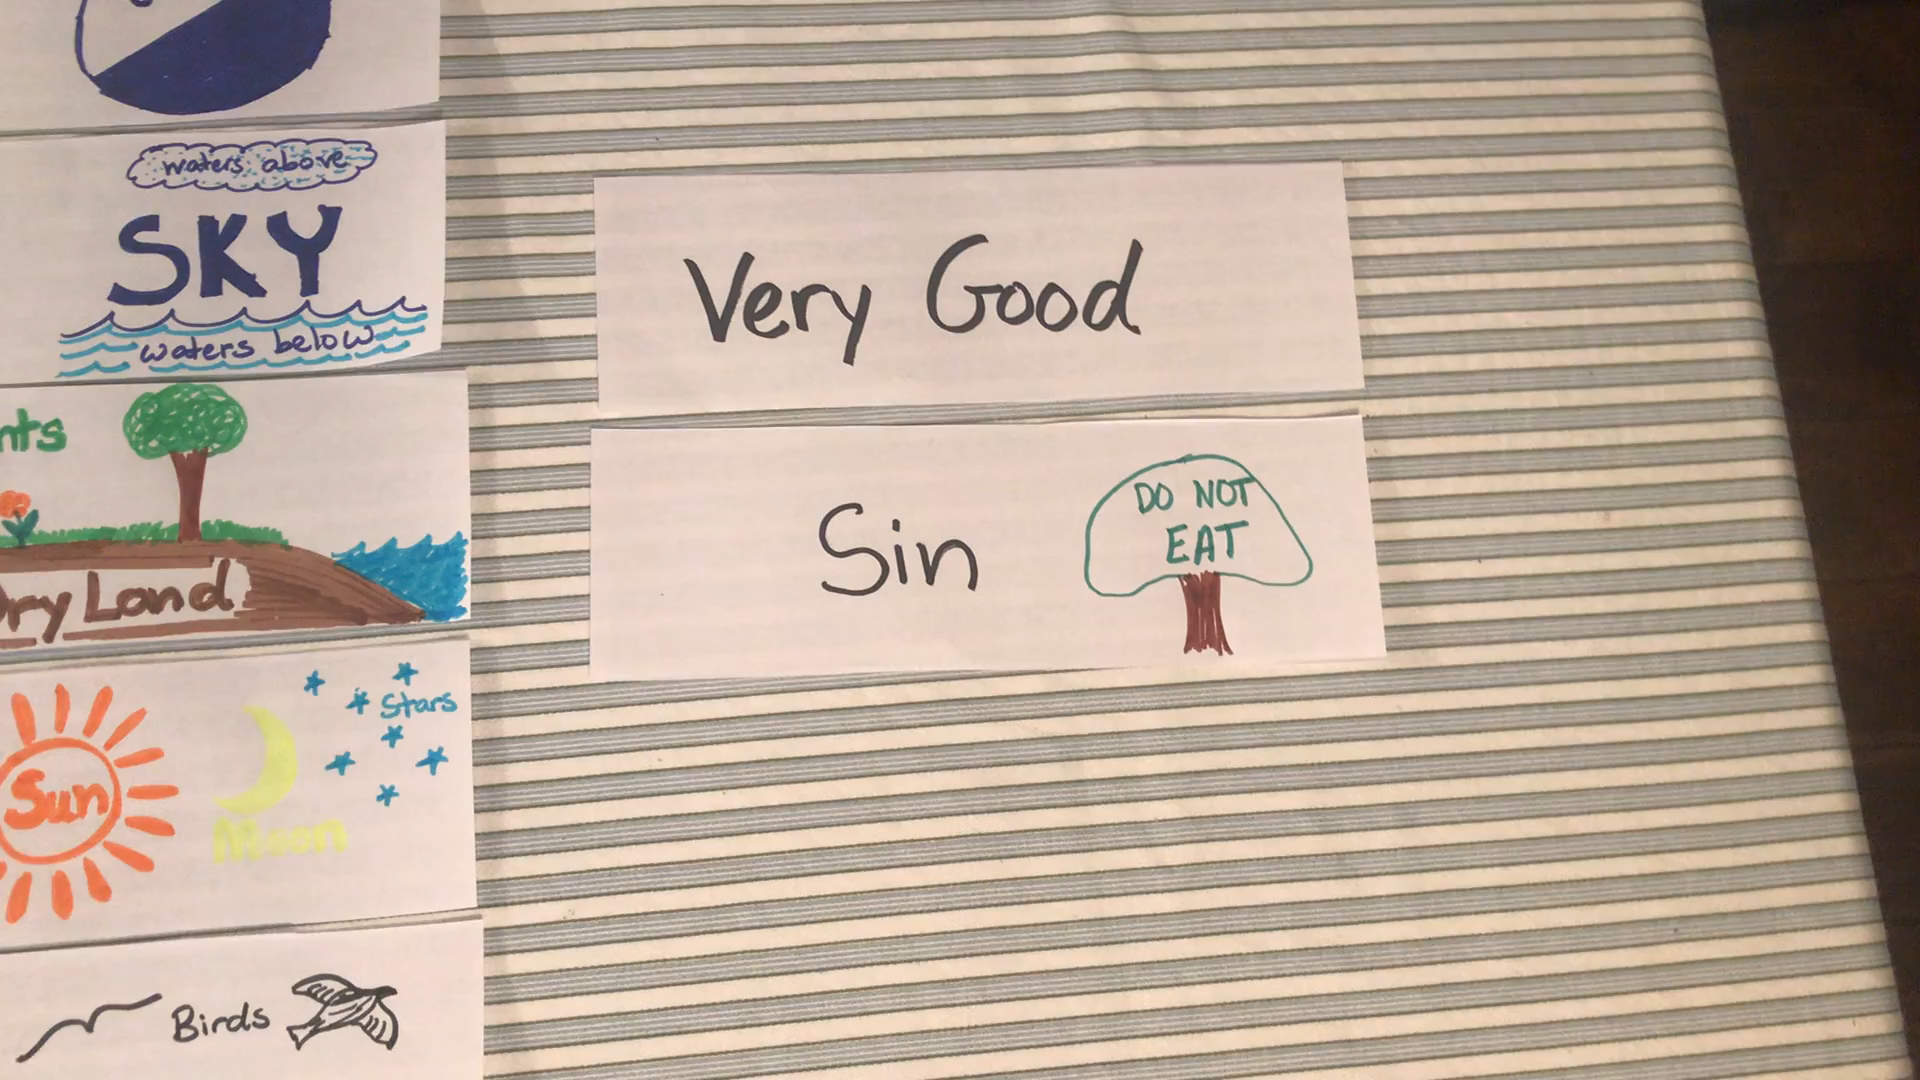 waters above
SKY
waters below
Dry Land
Sun
Moon
Stars
Birds
Very Good
Sin
DO NOT
EAT